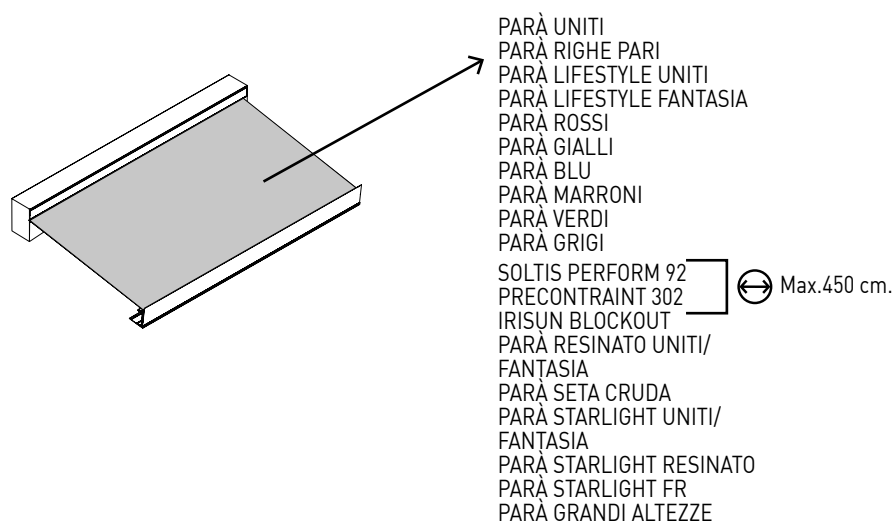 PARÀ UNITI
PARÀ RIGHE PARI
PARÀ LIFESTYLE UNITI
PARÀ LIFESTYLE FANTASIA
PARÀ ROSSI
PARÀ GIALLI
PARÀ BLU
PARÀ MARRONI
PARÀ VERDI
PARÀ GRIGI
SOLTIS PERFORM 92
PRECONTRAINT 302
Max.450 cm.
IRISUN BLOCKOUT
PARÀ RESINATO UNITI/
FANTASIA
PARÀ SETA CRUDA
PARÀ STARLIGHT UNITI/
FANTASIA
PARÀ STARLIGHT RESINATO
PARÀ STARLIGHT FR
PARÀ GRANDI ALTEZZE